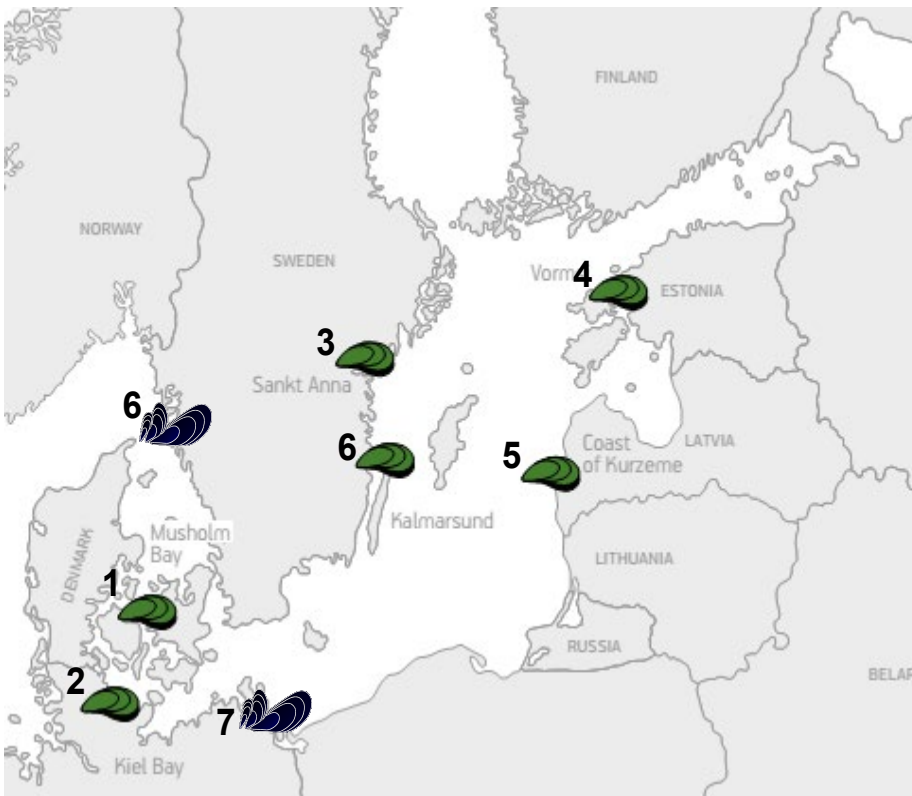 FINLAND
NORWAY
SWEDEN
Vorm
4
ESTONIA
3
Sankt Anna
6
6
5
Coast
of Kurzeme
LATVIA
Kalmarsund
Musholm
Bay
DENMARK
LITHUANIA
1
RUSSIA
2
BELAR
7
Kiel Bay